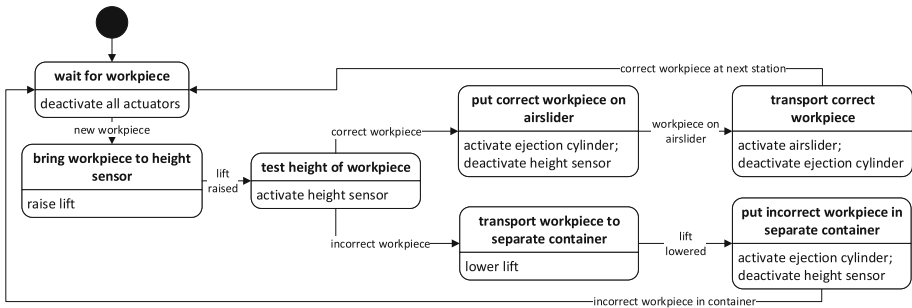 wait for workpiece
deactivate all actuators
new workpiece
bring workpiece to height
sensor
raise lift
lift
raised
test height of workpiece
activate height sensor
correct workpiece
put correct workpiece on
airslider
activate ejection cylinder;
deactivate height sensor
workpiece on
airslider
transport correct
workpiece
activate airslider;
deactivate ejection cylinder
correct workpiece at next station
incorrect workpiece
transport workpiece to
separate container
lower lift
lift
lowered
put incorrect workpiece in
separate container
activate ejection cylinder;
deactivate height sensor
incorrect workpiece in container